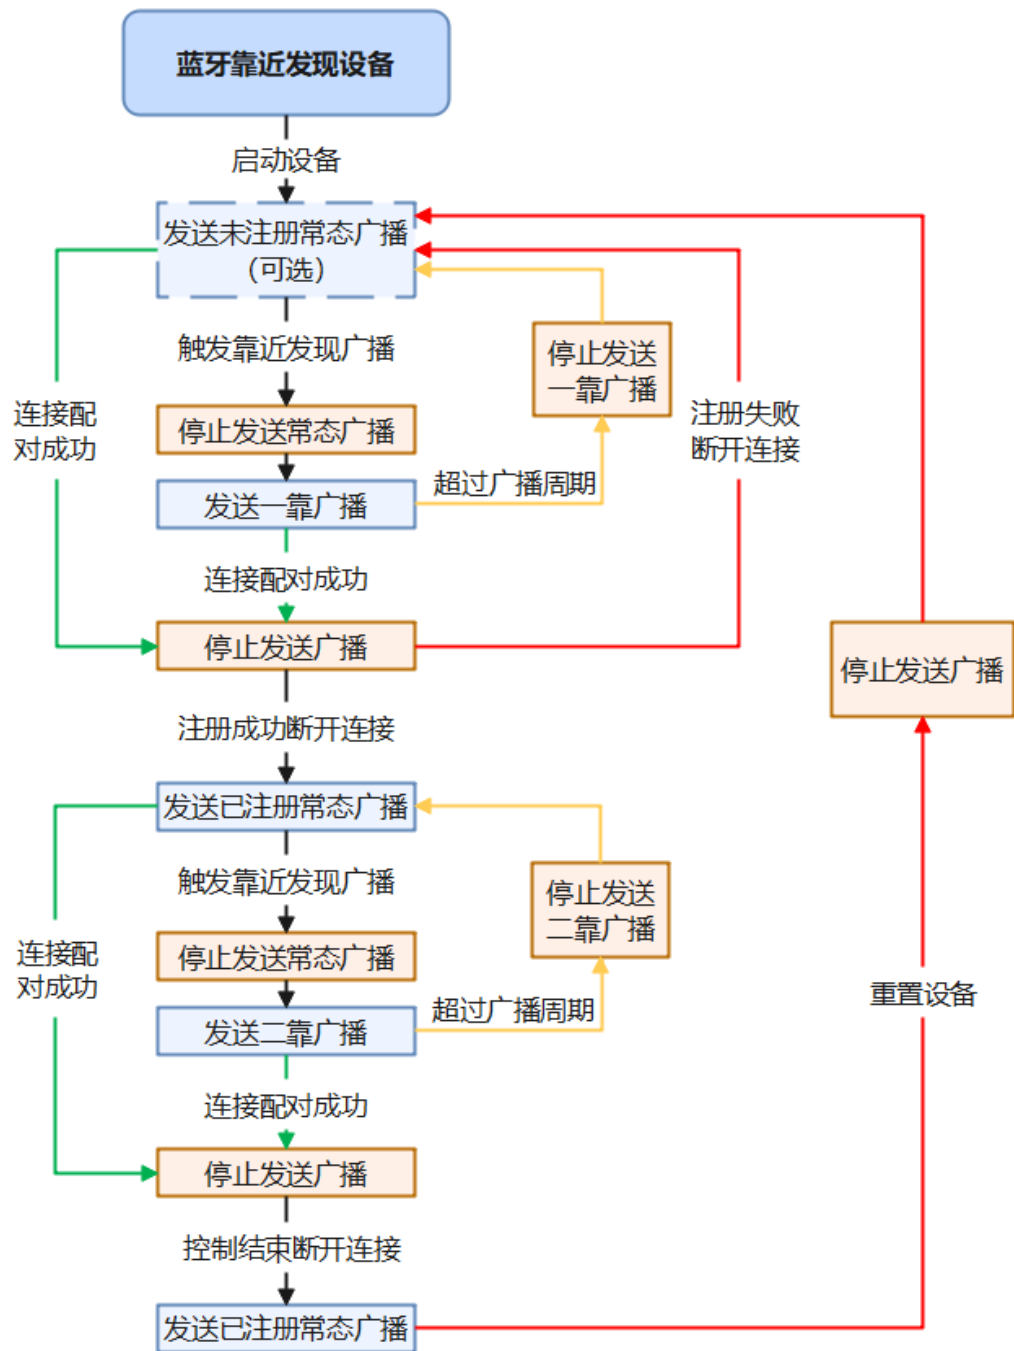 蓝牙靠近发现设备
启动设备
发送未注册常态广播
（可选）
触发靠近发现广播
停止发送
一靠广播
连接配
对成功
停止发送常态广播
注册失败
断开连接
超过广播周期
发送一靠广播
连接配对成功
停止发送广播
停止发送广播
注册成功断开连接
发送已注册常态广播
触发靠近发现广播
停止发送
二靠广播
连接配
对成功
停止发送常态广播
重置设备
超过广播周期
发送二靠广播
连接配对成功
停止发送广播
控制结束断开连接
发送已注册常态广播